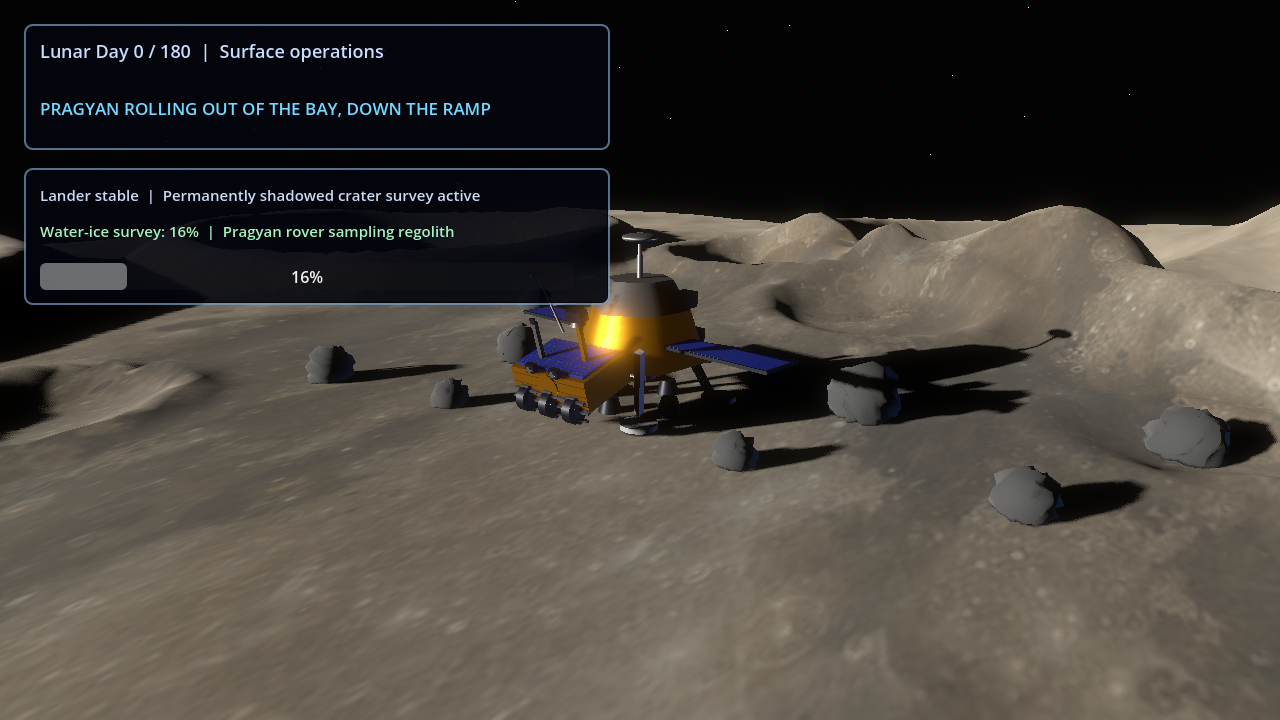 Lunar Day 0 / 180 | Surface operations
PRAGYAN ROLLING OUT OF THE BAY, DOWN THE RAMP
Lander stable | Permanently shadowed crater survey active
Water-ice survey: 16% | Pragyan rover sampling regolith
16%